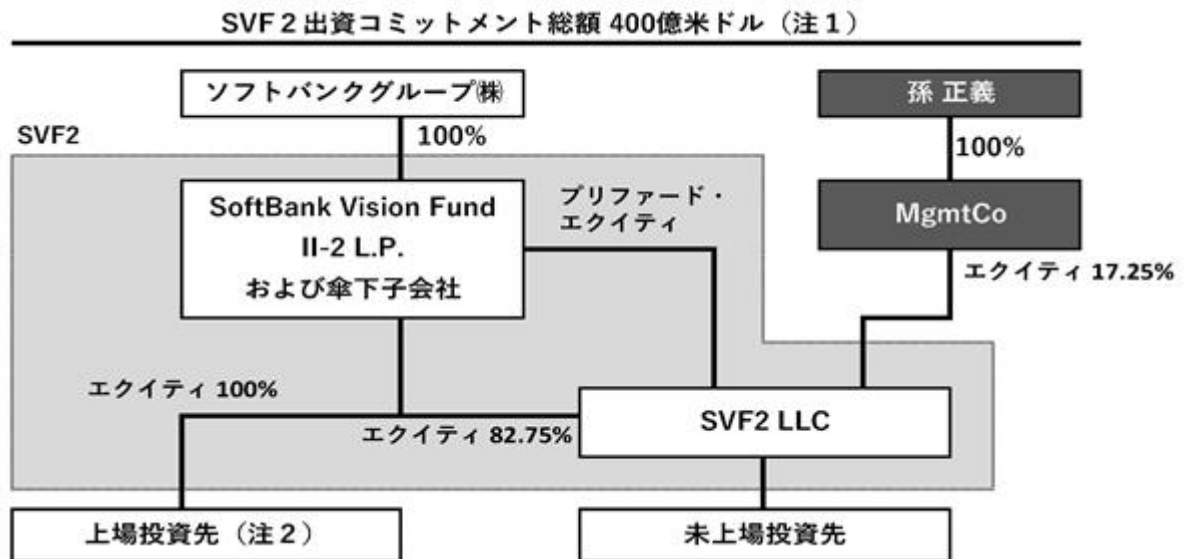 SVF2出資コミットメント総額 400億米ドル（注１）
ソフトバンクグループ㈱
孫 正義
SVF2
100%
100%
SoftBank Vision Fund
II-2 L.P.
および傘下子会社
プリファード・
エクイティ
MgmtCo
エクイティ 17.25%
エクイティ 100%
エクイティ 82.75%
SVF2 LLC
上場投資先（注２）
未上場投資先